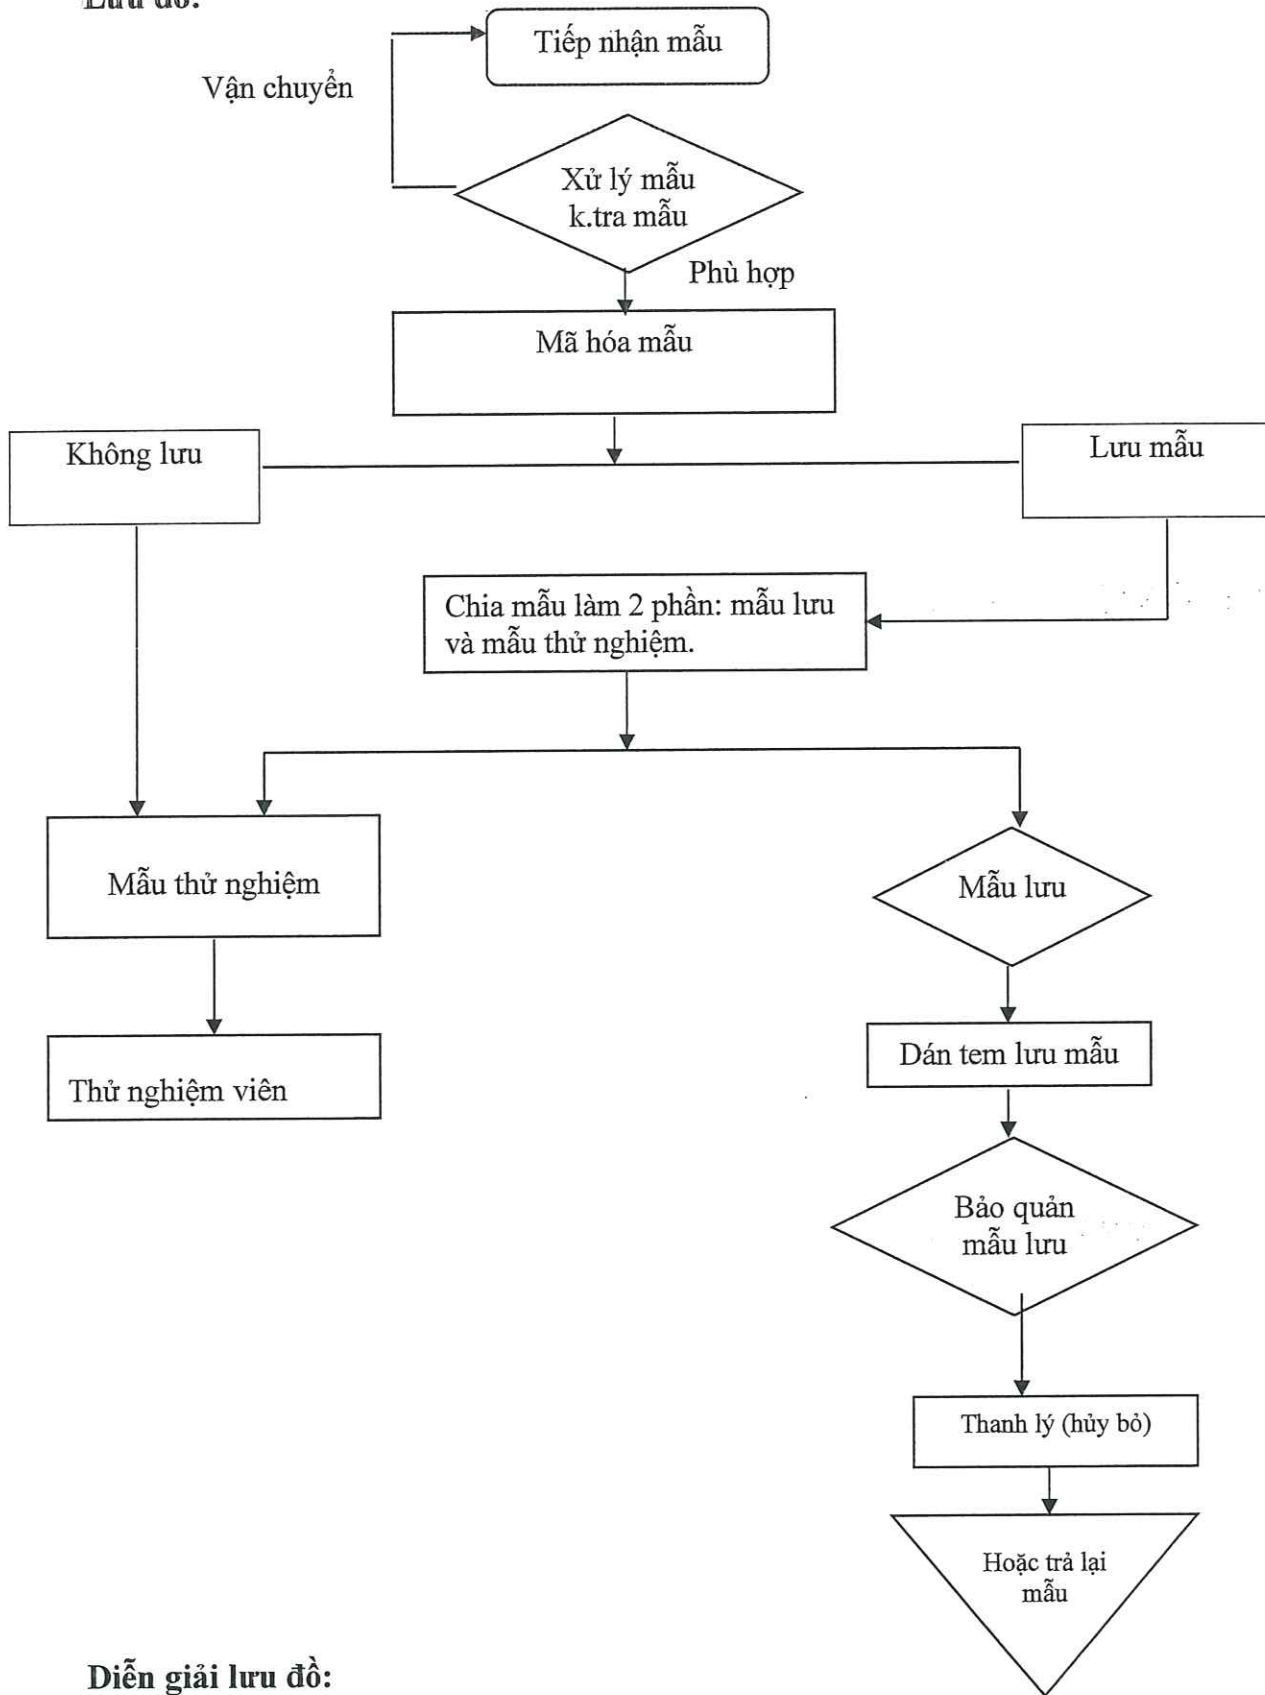 Lưu đồ:
Tiếp nhận mẫu
Vận chuyển
Xử lý mẫu
k.tra mẫu
Phù hợp
Mã hóa mẫu
Không lưu
Lưu mẫu
Chia mẫu làm 2 phần: mẫu lưu
và mẫu thử nghiệm.
Mẫu thử nghiệm
Mẫu lưu
Thử nghiệm viên
Dán tem lưu mẫu
Bảo quản
mẫu lưu
Thanh lý (hủy bỏ)
Hoặc trả lại
mẫu
Diễn giải lưu đồ: